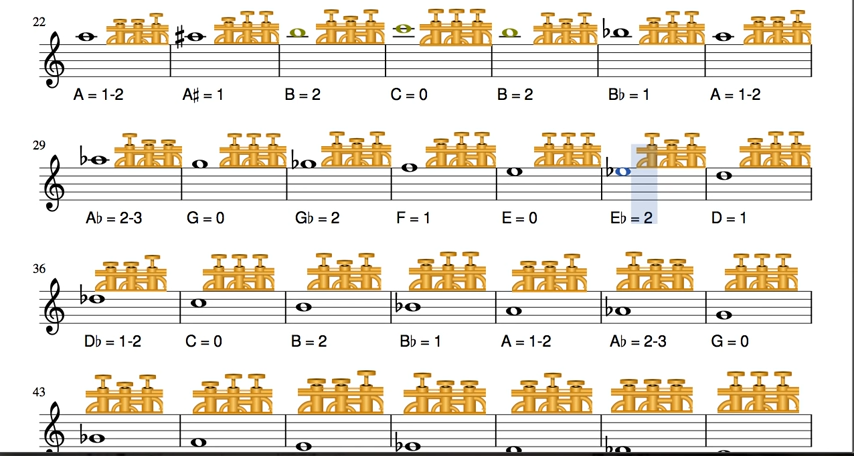 22
A = 1-2 A♯ = 1 B = 2 C = 0 B = 2 B♭ = 1 A = 1-2
29
A♭ = 2-3 G = 0 G♭ = 2 F = 1 E = 0 E♭ = 2 D = 1
36
D♭ = 1-2 C = 0 B = 2 B♭ = 1 A = 1-2 A♭ = 2-3 G = 0
43